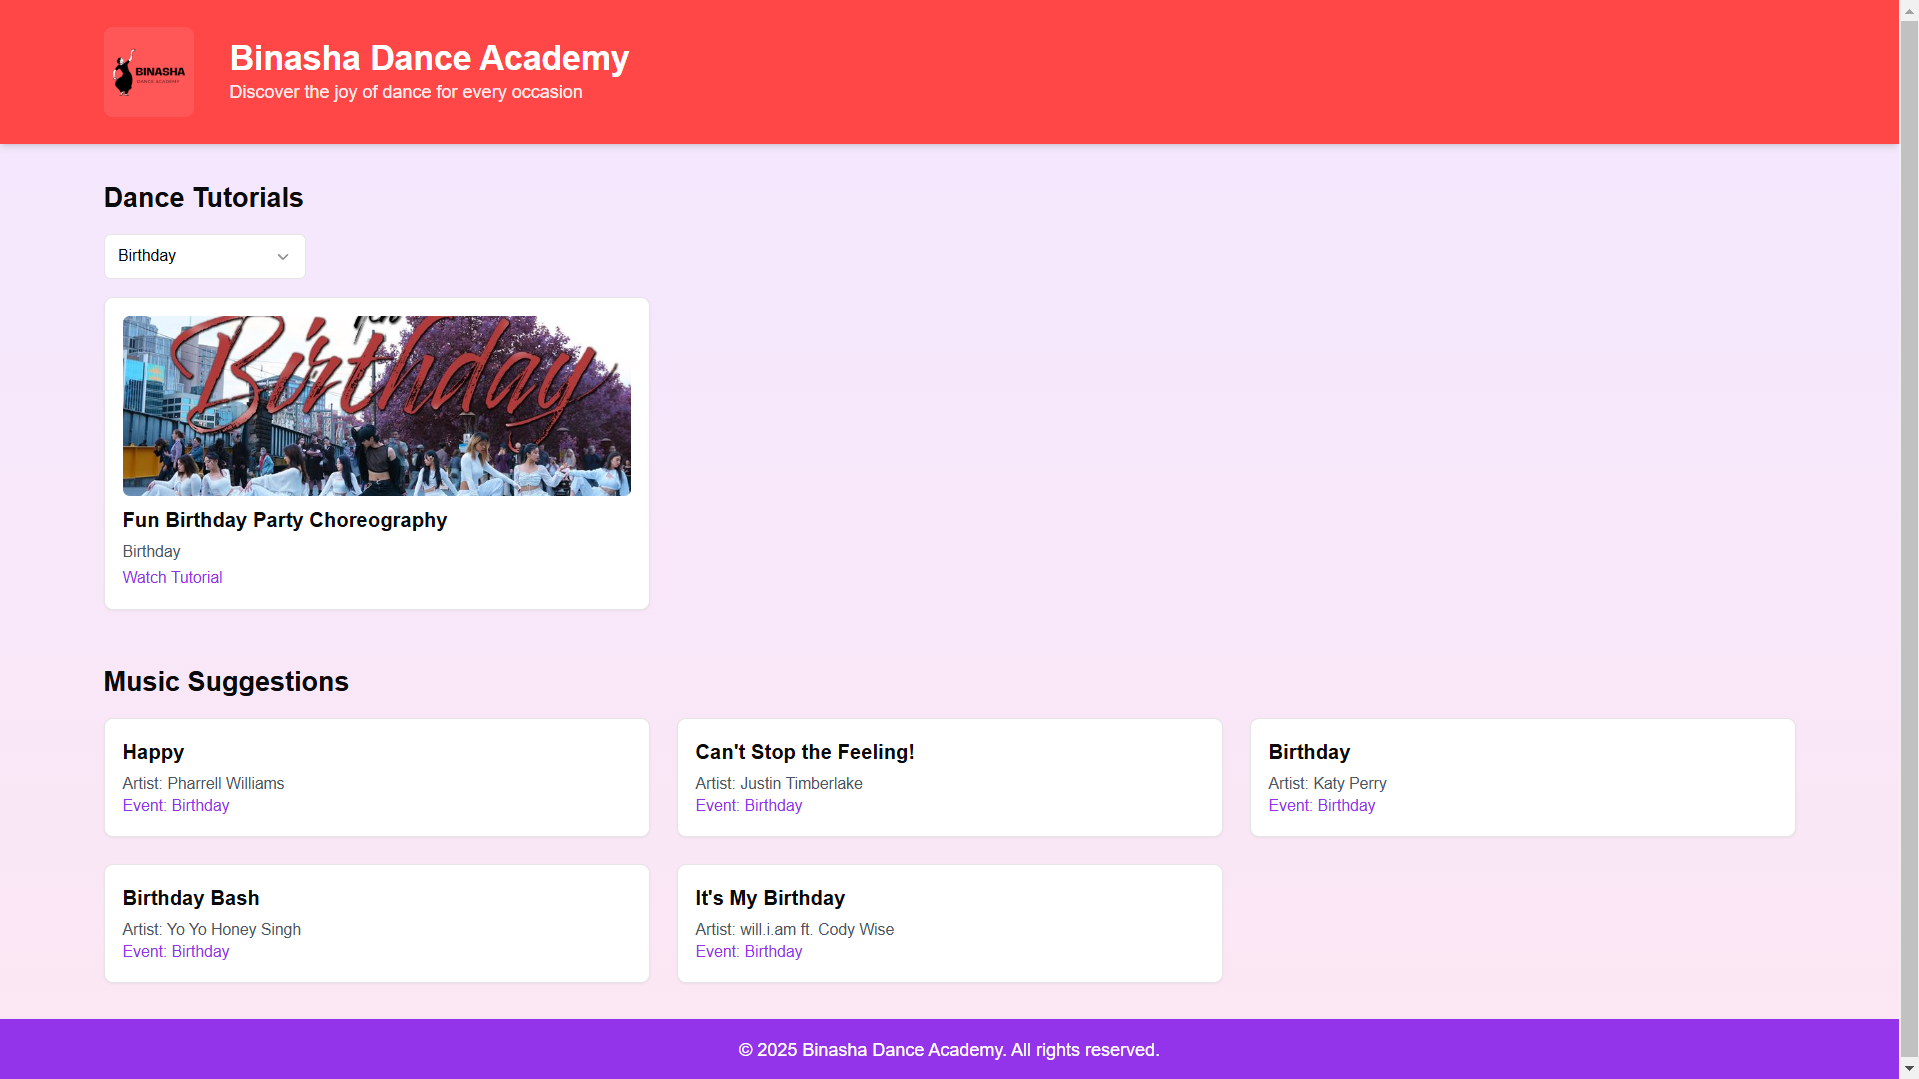 BINASHA
DANCE ACADEMY
Binasha Dance Academy
Discover the joy of dance for every occasion
Dance Tutorials
Birthday
Birthday
Fun Birthday Party Choreography
Birthday
Watch Tutorial
Music Suggestions
Happy
Artist: Pharrell Williams
Event: Birthday
Can't Stop the Feeling!
Artist: Justin Timberlake
Event: Birthday
Birthday
Artist: Katy Perry
Event: Birthday
Birthday Bash
Artist: Yo Yo Honey Singh
Event: Birthday
It's My Birthday
Artist: will.i.am ft. Cody Wise
Event: Birthday
© 2025 Binasha Dance Academy. All rights reserved.